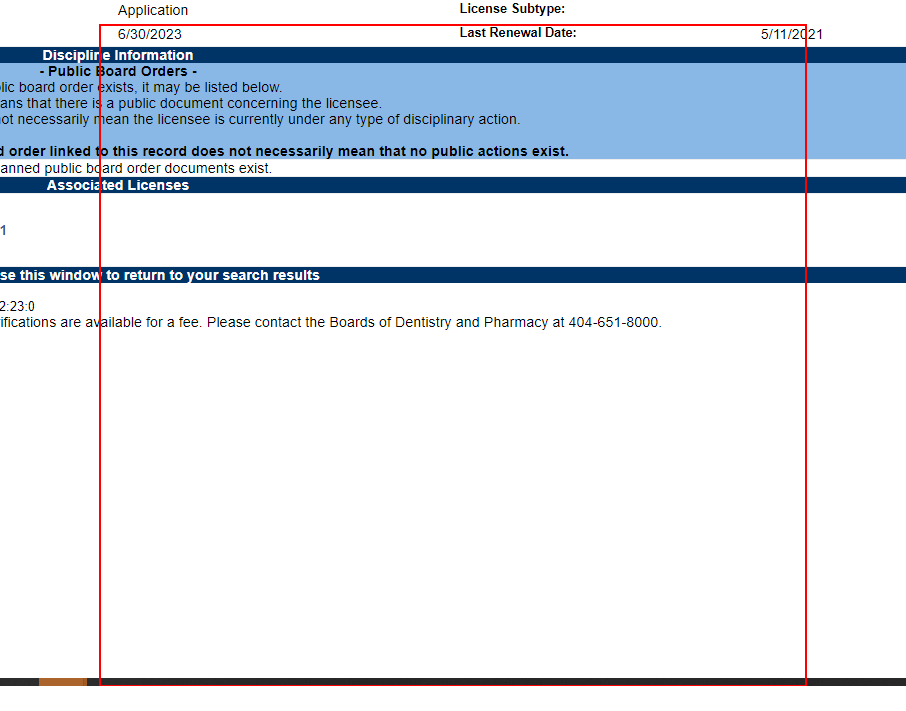 Application License Subtype:
6/30/2023 Last Renewal Date: 5/11/2021
Discipline Information
- Public Board Orders -
lic board order exists, it may be listed below.
ans that there is a public document concerning the licensee.
ot necessarily mean the licensee is currently under any type of disciplinary action.
d order linked to this record does not necessarily mean that no public actions exist.
anned public board order documents exist.
Associated Licenses
1
se this window to return to your search results
2:23:0
ifications are available for a fee. Please contact the Boards of Dentistry and Pharmacy at 404-651-8000.